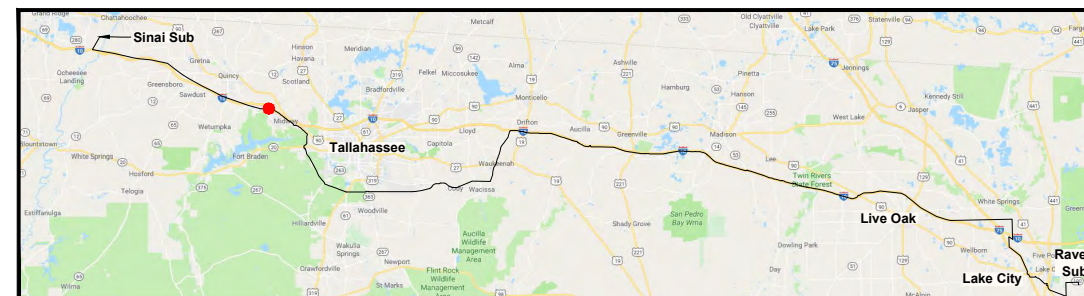 Grand Ridge
Chattahoochee
Metcalf
Old Clyattville
Clyattville
Lake Park
Statenville
Fargo
Sinai Sub
Hinson
Havana
Meridian
Gretna
Quincy
Scotland
Felkel
Miccosukee
Alma
Ashville
Pinetta
Jennings
Ocheesee
Landing
Greensboro
Sawdust
Bradfordville
Hamburg
Hanson
Kennedy Still
Monticello
Jasper
Wetumpka
Midway
Lloyd
Drifton
Aucilla
Greenville
Madison
West Lake
Blountstown
Tallahassee
Capitola
White Springs
Fort Braden
Waukeenah
Lee
Hosford
Twin Rivers
State Forest
Telogia
Cody
Wacissa
White Springs
Estiffanulga
Woodville
San Pedro
Bay Wma
Live Oak
Hilliardville
Shady Grove
Aucilla
Wildlife
Management
Area
Dowling Park
Wellborn
Wakulla
Springs
Newport
Five Po
Rave
Sub
Crawfordville
Flint Rock
Wildlife
Management
Area
Day
Lake City
Lake C
Wilma
St Marks
McAlpin